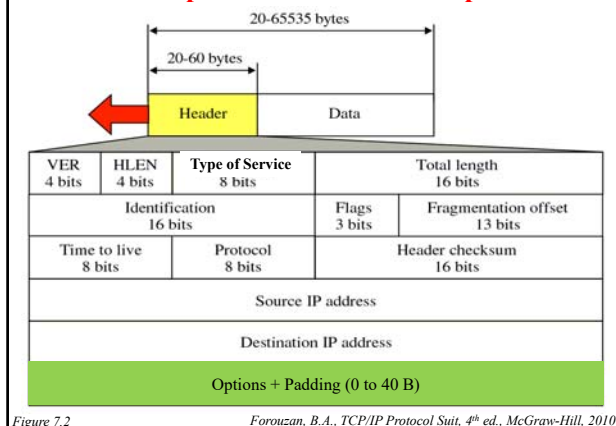 20-65535 bytes
20-60 bytes
Header
Data
VER
4 bits
HLEN
4 bits
Type of Service
8 bits
Total length
16 bits
Identification
16 bits
Flags
3 bits
Fragmentation offset
13 bits
Time to live
8 bits
Protocol
8 bits
Header checksum
16 bits
Source IP address
Destination IP address
Options + Padding (0 to 40 B)
Figure 7.2
Forouzan, B.A., TCP/IP Protocol Suit, 4th ed., McGraw-Hill, 2010